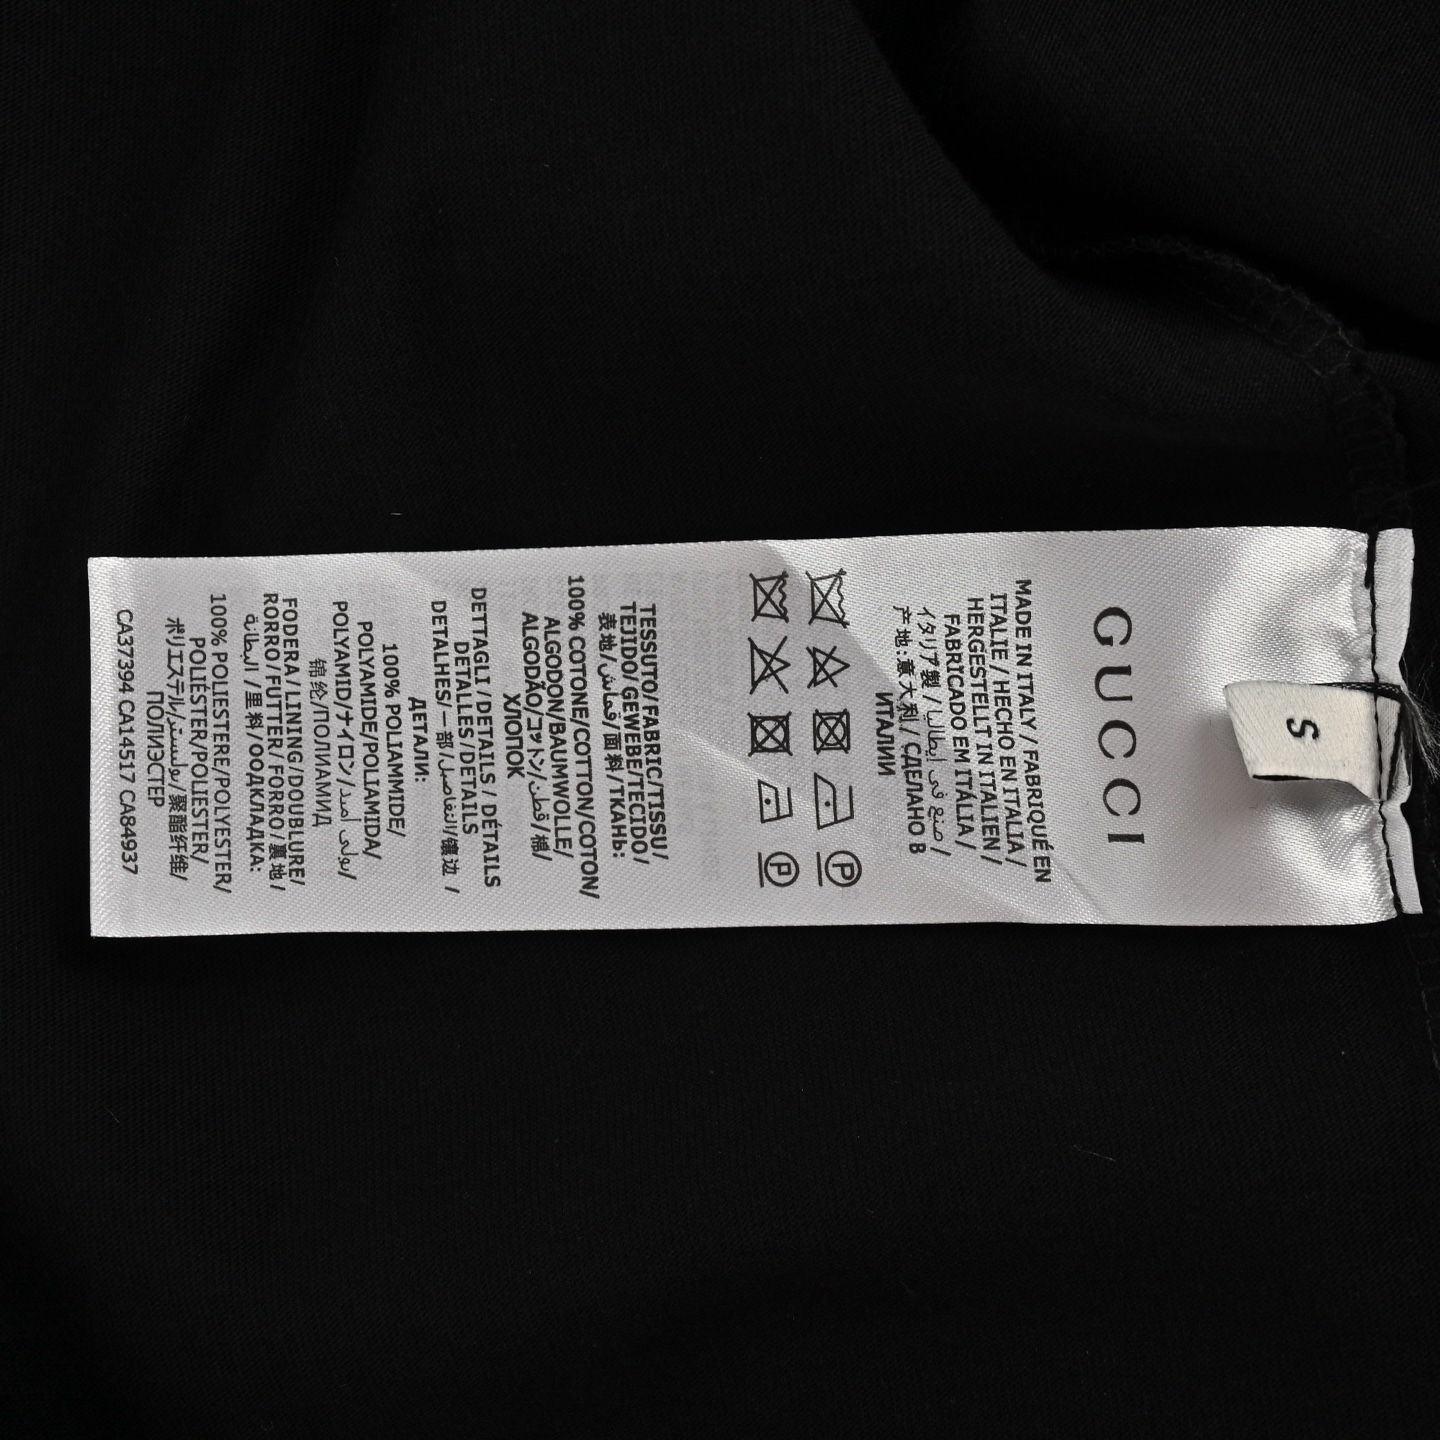 S
GUCCI
MADE IN ITALY / FABRIQUÉ EN
ITALIE / HECHO EN ITALIA /
HERGESTELLT IN ITALIEN /
FABRICADO EM ITÁLIA /
イタリア製 / صنع في إيطاليا /
产地:意大利 / СДЕЛАНО В
ИТАЛИИ
TESSUTO/FABRIC/TISSU/
TEJIDO/ GEWEBE/TECIDO/
表地/قماش/面料/ТКАНЬ:
100% COTONE/COTTON/COTON/
ALGODON/BAUMWOLLE/
ALGODÃO/コットン/قطن/棉/
ХЛОПОК
DETTAGLI /DETAILS / DÉTAILS
DETALLES /DETAILS
DETALHES/一部/التفاصيل/镶边 /
ДЕТАЛИ:
100% POLIAMMIDE/
POLYAMIDE/POLIAMIDA/
POLYAMID/ナイロン/بولي أميد/
锦纶/ПОЛИАМИД
FODERA / LINING /DOUBLURE/
RORRO / FUTTER / FORRO / 裏地 /
البطانة / 里料 /ООДКЛАДКА:
100% POLIESTERE/POLYESTER/
POLIÉSTER/POLIESTER/
ポリエステル/بوليستر/聚酯纤维/
ПОЛИЭСТЕР
CA37394 CA14517 CA84937